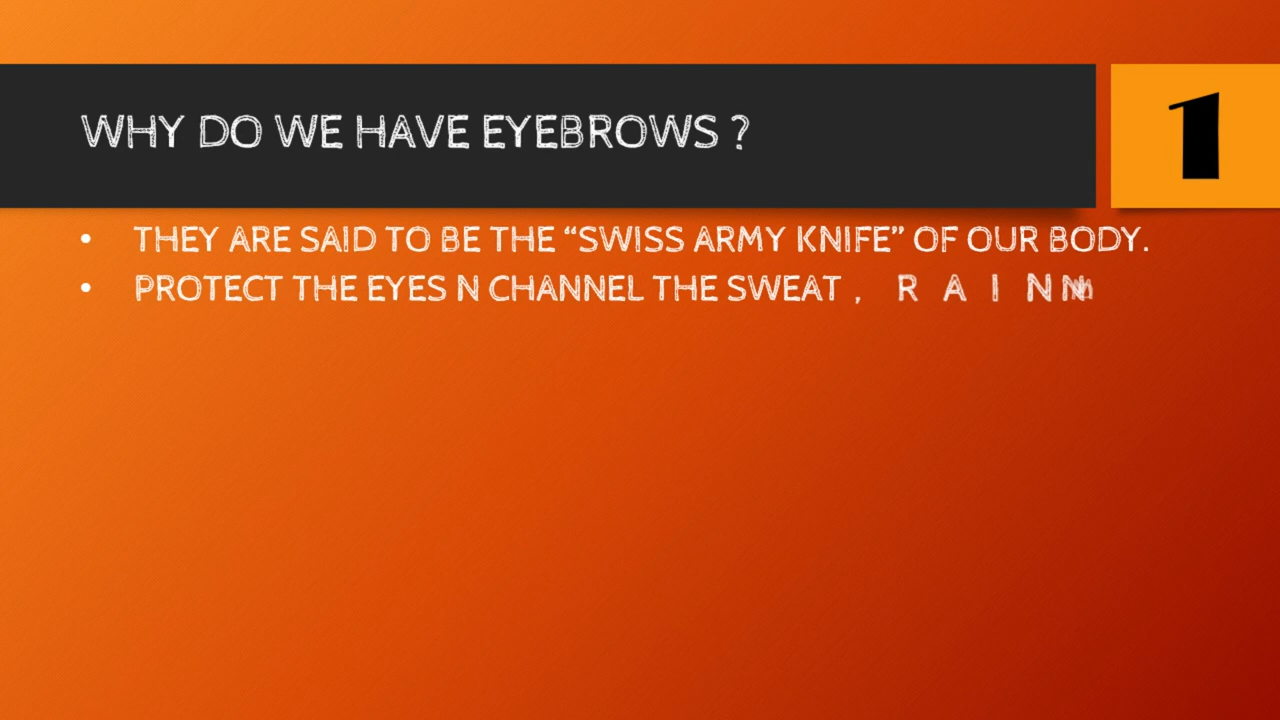 WHY DO WE HAVE EYEBROWS ?
1
• THEY ARE SAID TO BE THE “SWISS ARMY KNIFE” OF OUR BODY.
• PROTECT THE EYES N CHANNEL THE SWEAT , R A I N